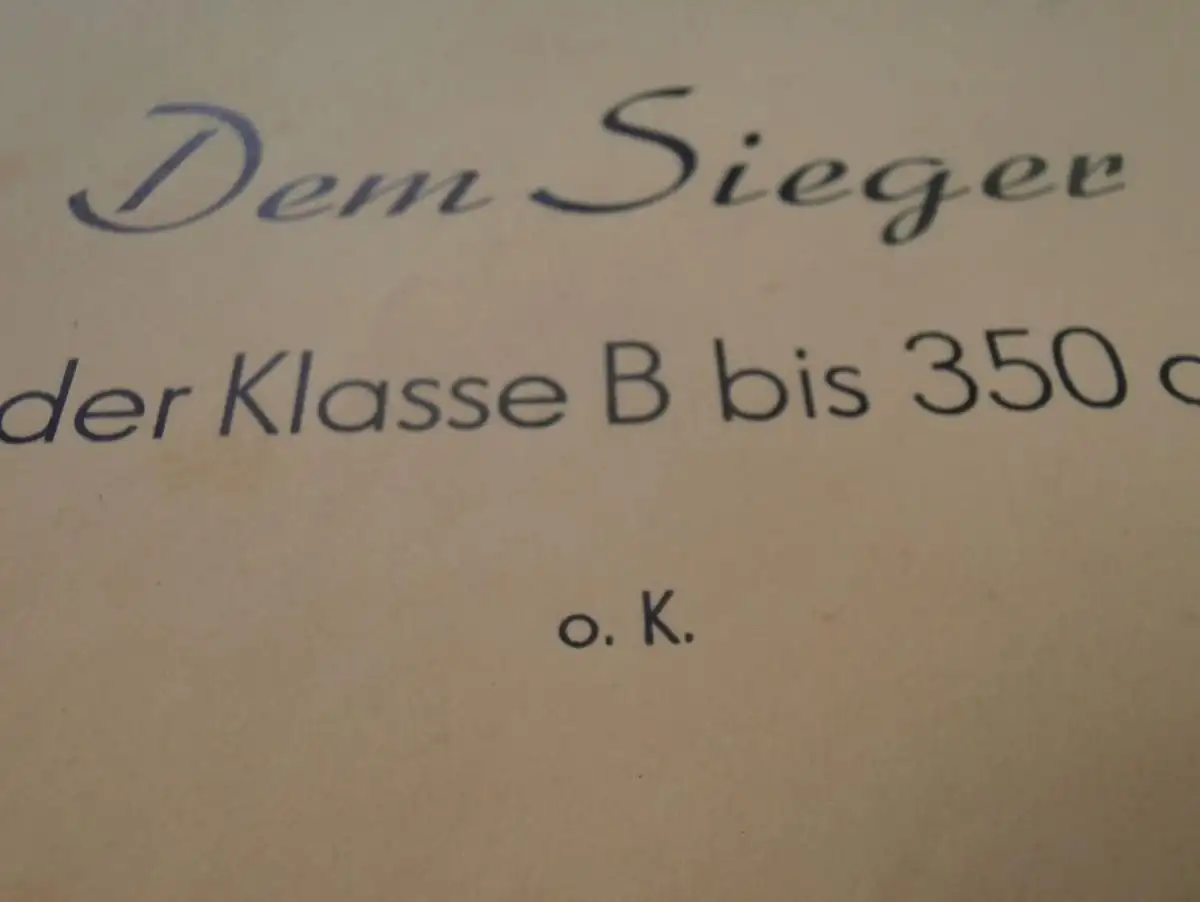 Dem Sieger
der Klasse B bis 350 c
o. K.